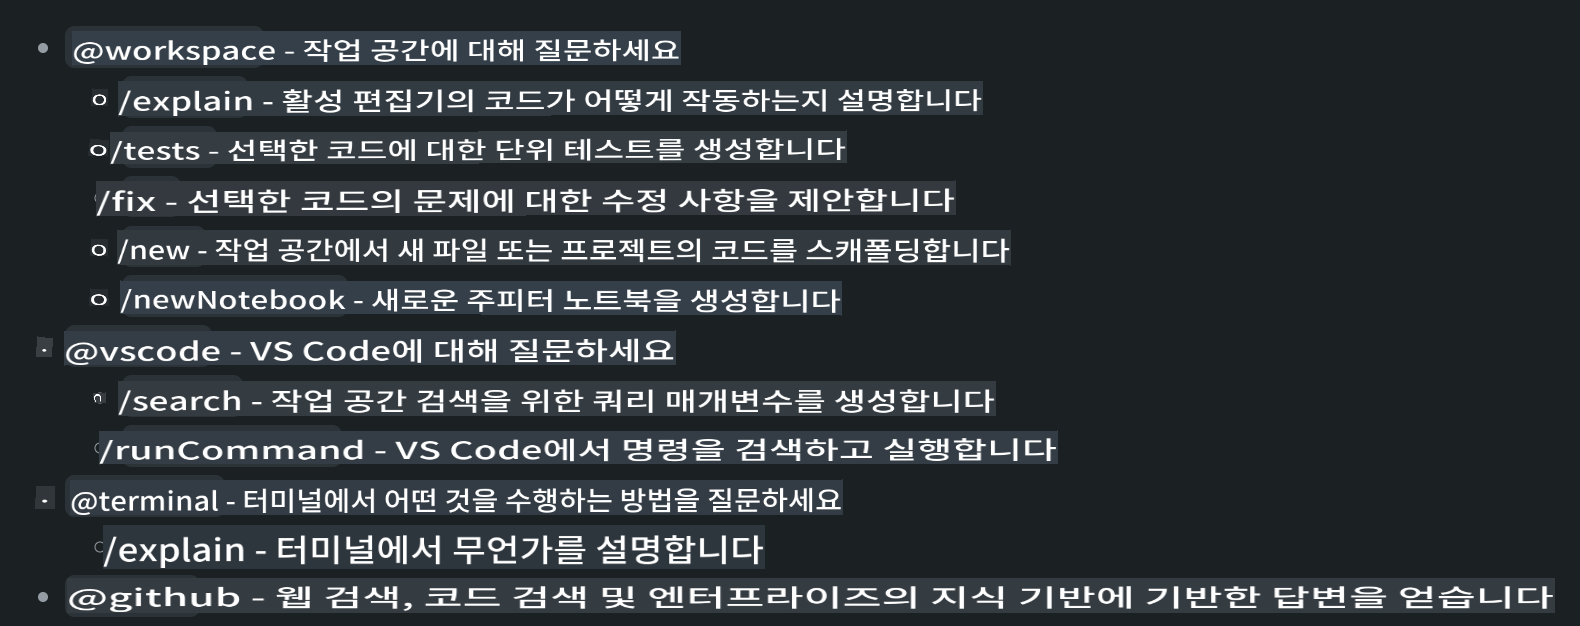 @workspace - 작업 공간에 대해 질문하세요
/explain - 활성 편집기의 코드가 어떻게 작동하는지 설명합니다
/tests - 선택한 코드에 대한 단위 테스트를 생성합니다
/fix - 선택한 코드의 문제에 대한 수정 사항을 제안합니다
/new - 작업 공간에서 새 파일 또는 프로젝트의 코드를 스캐폴딩합니다
/newNotebook - 새로운 주피터 노트북을 생성합니다
@vscode - VS Code에 대해 질문하세요
/search - 작업 공간 검색을 위한 쿼리 매개변수를 생성합니다
/runCommand - VS Code에서 명령을 검색하고 실행합니다
@terminal - 터미널에서 어떤 것을 수행하는 방법을 질문하세요
/explain - 터미널에서 무언가를 설명합니다
@github - 웹 검색, 코드 검색 및 엔터프라이즈의 지식 기반에 기반한 답변을 얻습니다